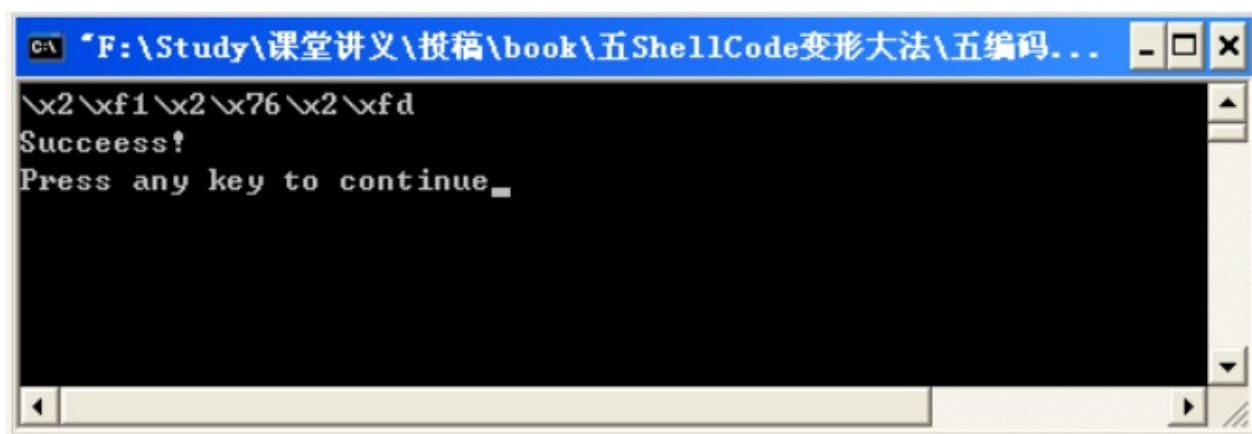 "F:\Study\课堂讲义\投稿\book\五ShellCode变形大法\五编码...
\x2\xf1\x2\x76\x2\xfd
Succeess!
Press any key to continue_